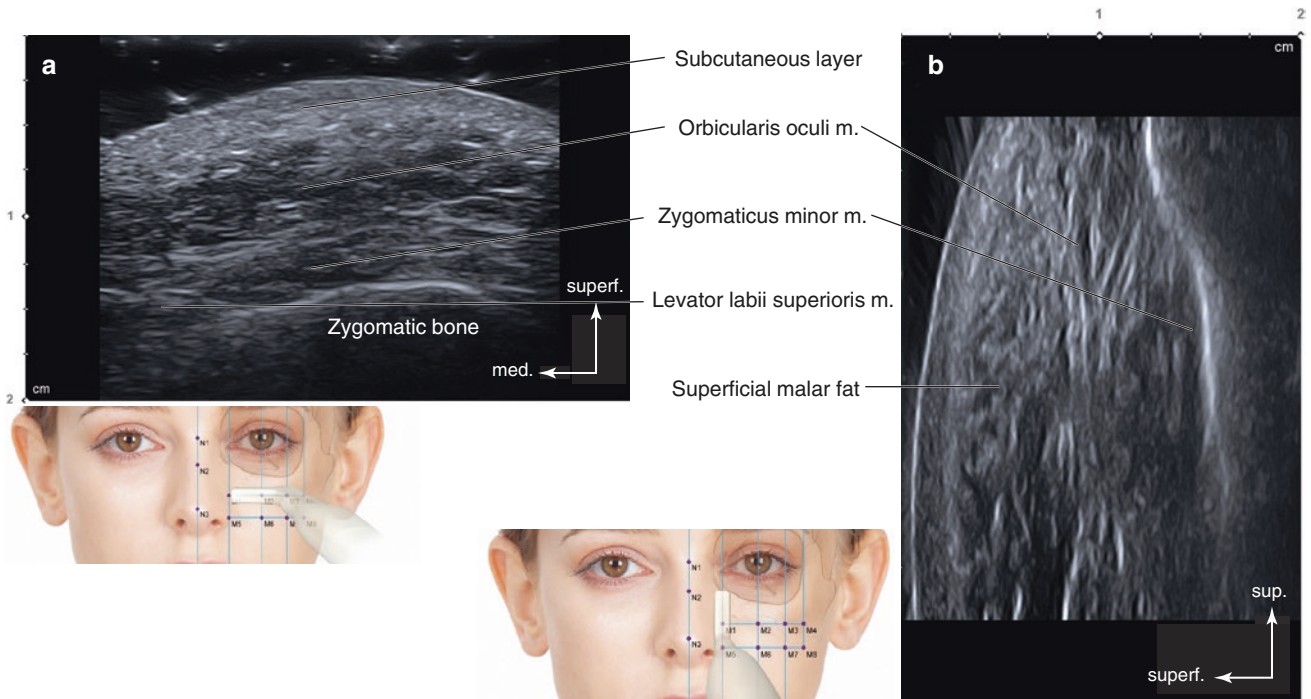 1
2
cm
a
Subcutaneous layer
b
Orbicularis oculi m.
1
Zygomaticus minor m.
superf.
Levator labii superioris m.
Zygomatic bone
med.
Superficial malar fat
cm
2
N1
N2
N3
M5 M6
N1
N2
M1 M2 M3 M4
N3
M5 M6 M7 M8
sup.
superf.